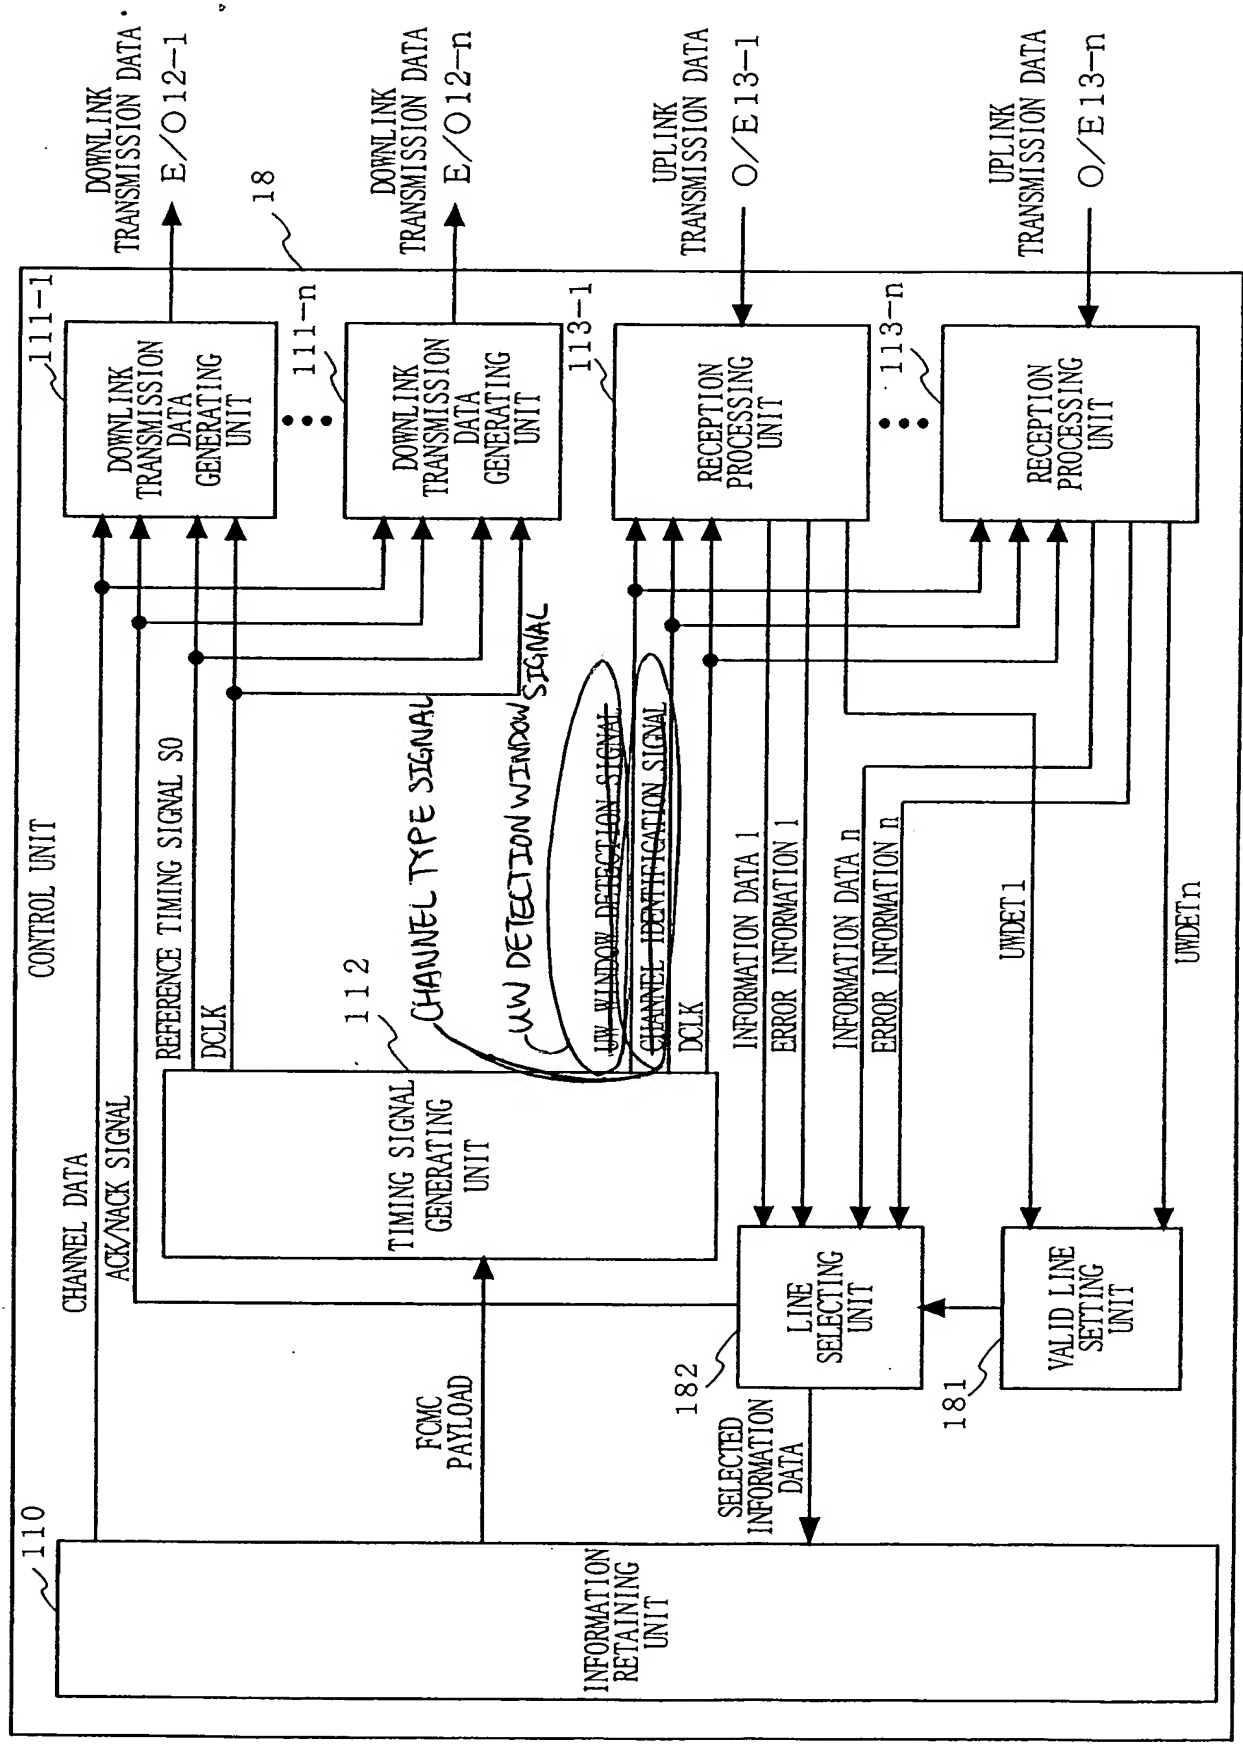 CONTROL UNIT
18
110
INFORMATION
RETAINING
UNIT
CHANNEL DATA
ACK/NACK SIGNAL
REFERENCE TIMING SIGNAL S0
DCLK
FCMC
PAYLOAD
112
TIMING SIGNAL
GENERATING
UNIT
CHANNEL TYPE SIGNAL
UW DETECTION WINDOW
SIGNAL
UW WINDOW DETECTION SIGNAL
CHANNEL IDENTIFICATION SIGNAL
DCLK
111-1
DOWNLINK
TRANSMISSION
DATA
GENERATING
UNIT
DOWNLINK
TRANSMISSION DATA
E/O12-1
111-n
DOWNLINK
TRANSMISSION
DATA
GENERATING
UNIT
DOWNLINK
TRANSMISSION DATA
E/O12-n
113-1
RECEPTION
PROCESSING
UNIT
UPLINK
TRANSMISSION DATA
O/E13-1
113-n
RECEPTION
PROCESSING
UNIT
UPLINK
TRANSMISSION DATA
O/E13-n
INFORMATION DATA 1
ERROR INFORMATION 1
INFORMATION DATA n
ERROR INFORMATION n
UWDET1
UWDETn
182
LINE
SELECTING
UNIT
SELECTED
INFORMATION
DATA
181
VALID LINE
SETTING
UNIT